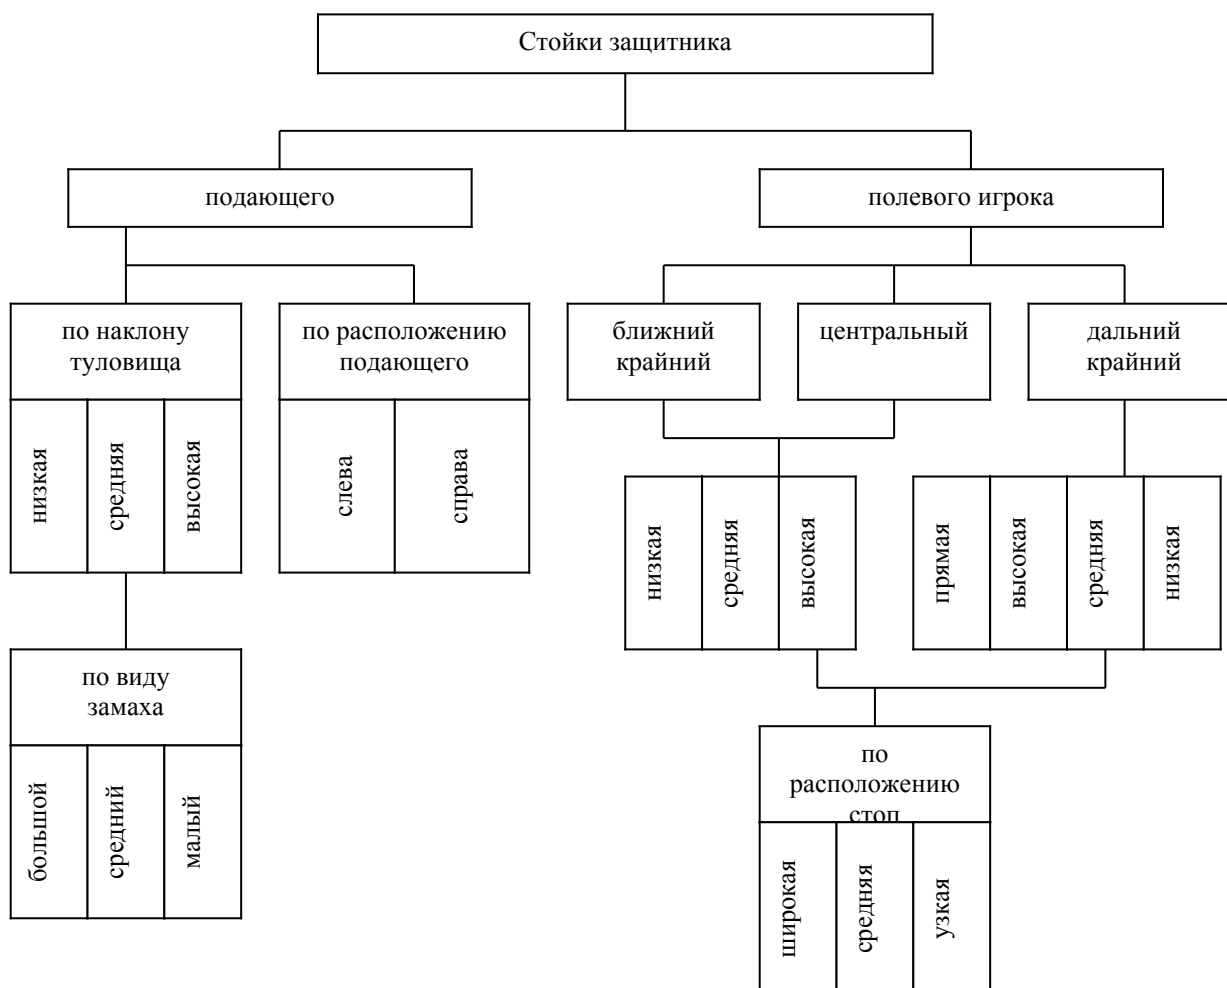 Стойки защитника
подающего
полевого игрока
по наклону
туловища
по расположению
подающего
ближний
крайний
центральный
дальний
крайний
низкая
средняя
высокая
слева
справа
низкая
средняя
высокая
прямая
высокая
средняя
низкая
по виду
замаха
большой
средний
малый
по
расположению
стоп
широкая
средняя
узкая